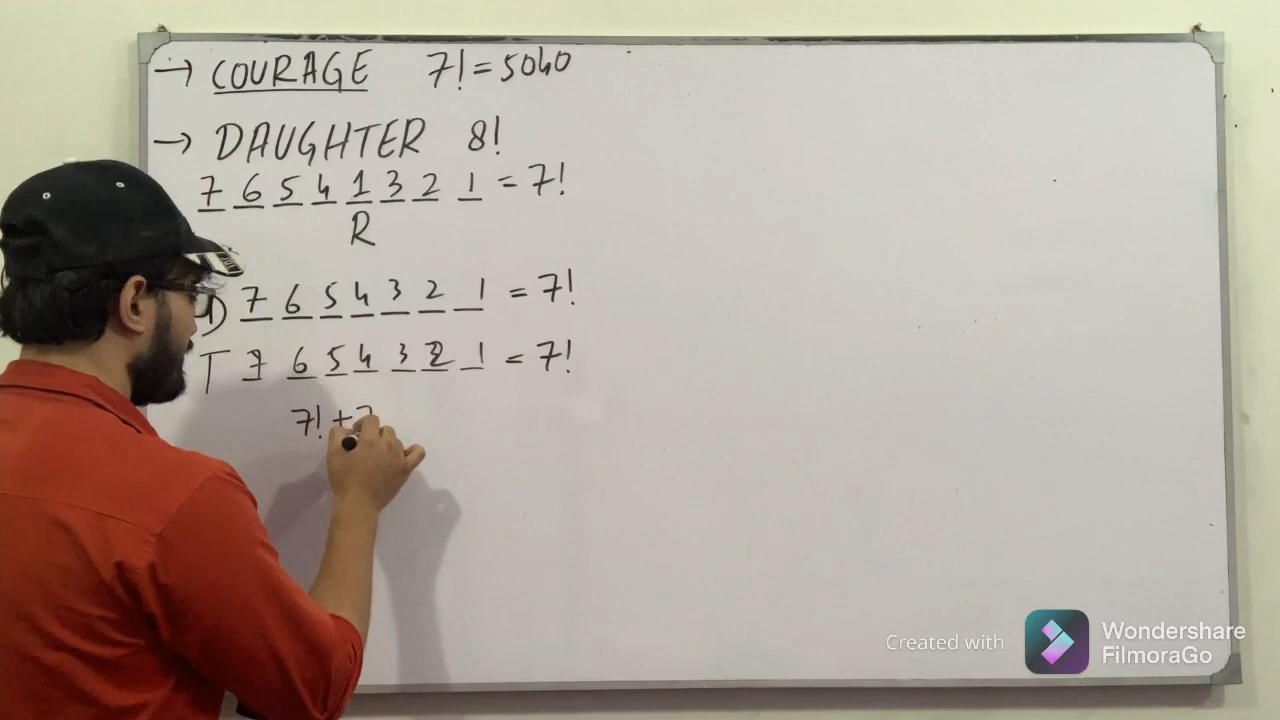 → COURAGE 7! = 5040
→ DAUGHTER 8!
7 6 5 4 1 3 2 1 = 7!
R
D 7 6 5 4 3 2 1 = 7!
T 7 6 5 4 3 2 1 = 7!
7! + 7
Created with Wondershare FilmoraGo